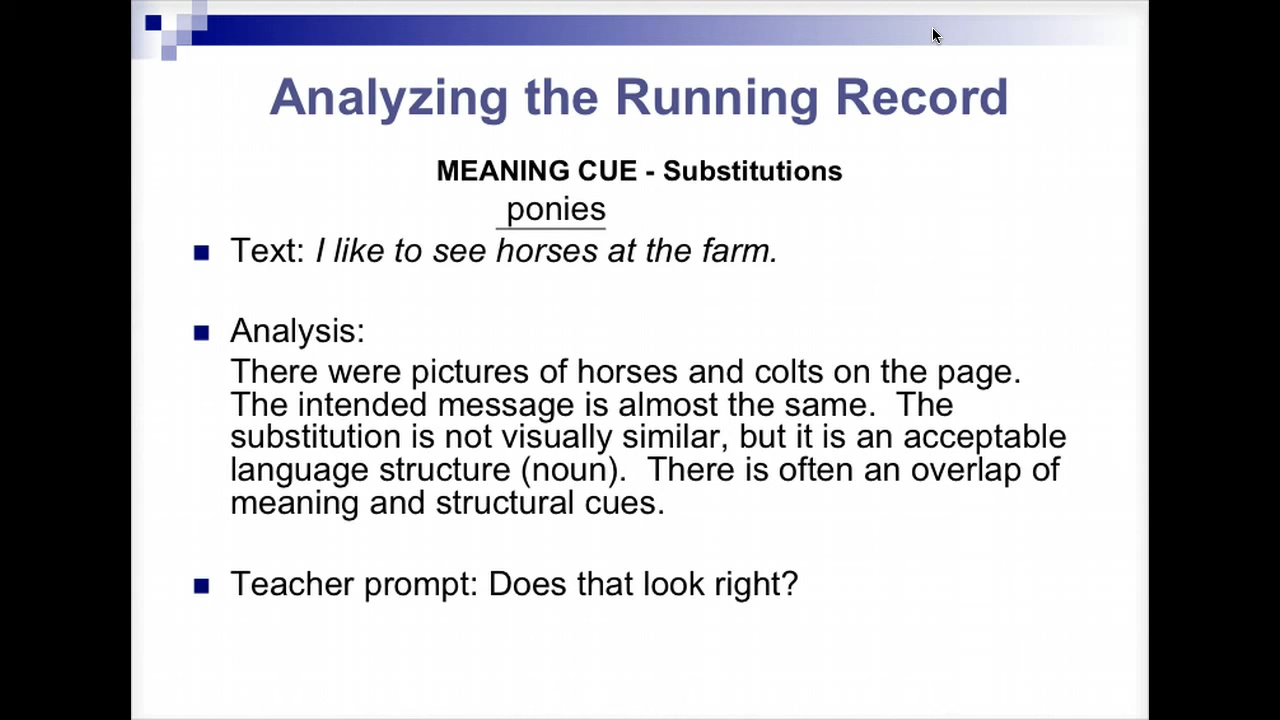 Analyzing the Running Record
MEANING CUE - Substitutions
ponies
Text: I like to see horses at the farm.
Analysis:
There were pictures of horses and colts on the page.
The intended message is almost the same.  The
substitution is not visually similar, but it is an acceptable
language structure (noun).  There is often an overlap of
meaning and structural cues.
Teacher prompt: Does that look right?